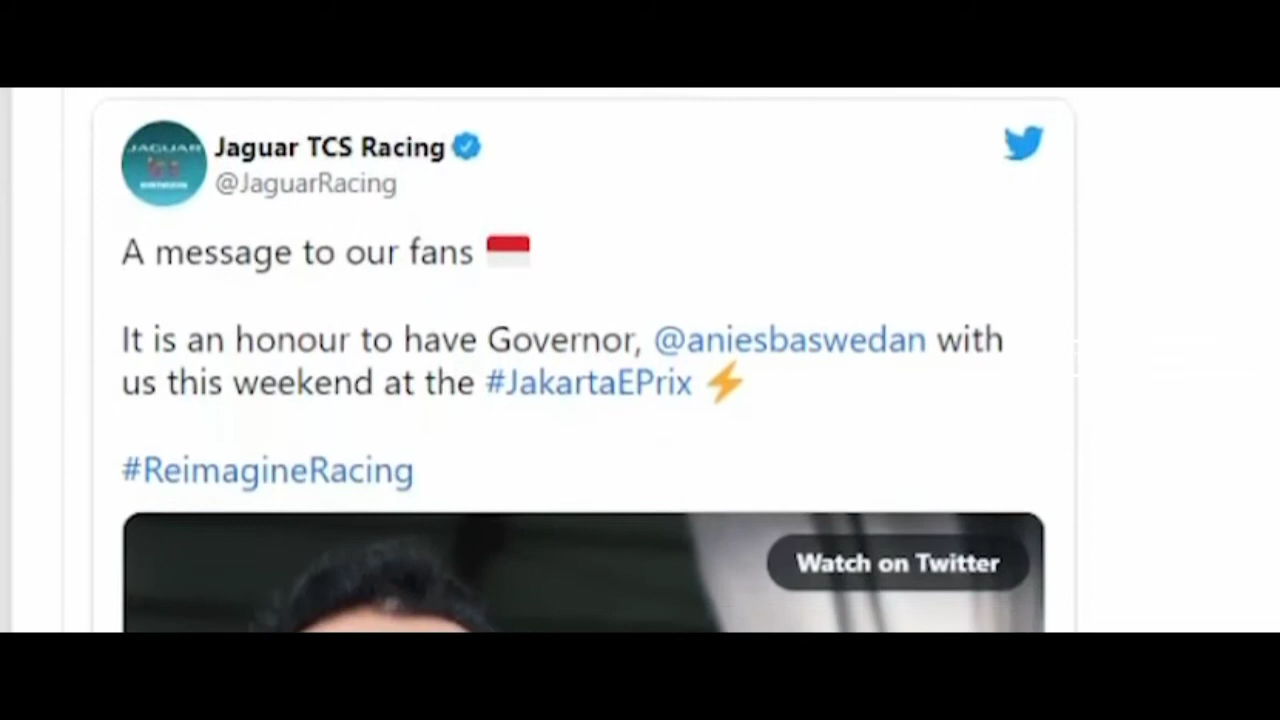 JAGUAR
Jaguar TCS Racing
@JaguarRacing
A message to our fans
It is an honour to have Governor, @aniesbaswedan with
us this weekend at the #JakartaEPrix
#ReimagineRacing
Watch on Twitter